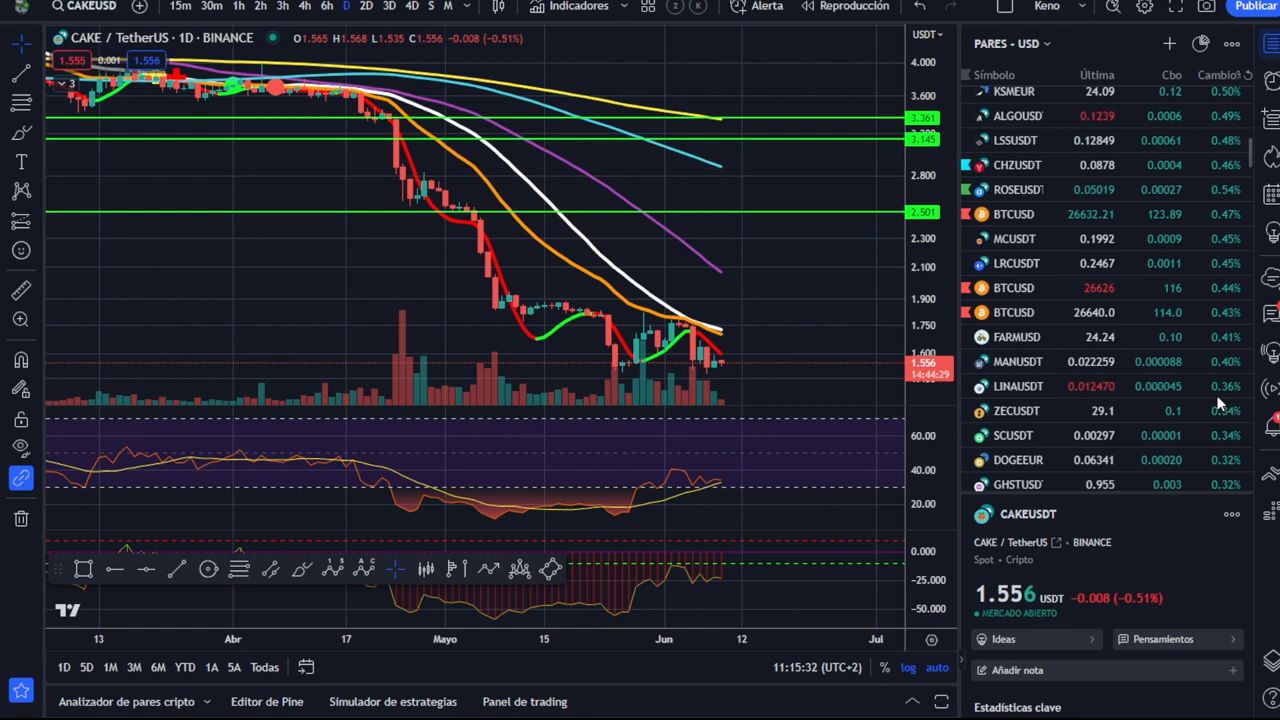 CAKEUSD 15m 30m 1h 2h 3h 4h 6h D 2D 3D 4D S M Indicadores 2 K Alerta Reproducción Keno Publicar
CAKE / TetherUS · 1D · BINANCE O1.565 H1.568 L1.535 C1.556 -0.008 (-0.51%)
1.555 0.001 1.556
3
USDT
4.000
3.600
3.361
3.145
2.800
2.501
2.300
2.100
1.900
1.750
1.600
1.556
14:44:29
60.00
40.00
20.00
0.000
-25.000
-50.000
13 Abr 17 Mayo 15 Jun 12 Jul
1D 5D 1M 3M 6M YTD 1A 5A Todas 11:15:32 (UTC+2) % log auto
Analizador de pares cripto Editor de Pine Simulador de estrategias Panel de trading
PARES - USD
Símbolo Última Cbo Cambio%
KSMEUR 24.09 0.12 0.50%
ALGOUSD 0.1239 0.0006 0.49%
LSSUSDT 0.12849 0.00061 0.48%
CHZUSDT 0.0878 0.0004 0.46%
ROSEUSDT 0.05019 0.00027 0.54%
BTCUSD 26632.21 123.89 0.47%
MCUSDT 0.1992 0.0009 0.45%
LRCUSDT 0.2467 0.0011 0.45%
BTCUSD 26626 116 0.44%
BTCUSD 26640.0 114.0 0.43%
FARMUSD 24.24 0.10 0.41%
MANUSDT 0.022259 0.000088 0.40%
LINAUSDT 0.012470 0.000045 0.36%
ZECUSDT 29.1 0.1 0.34%
SCUSDT 0.00297 0.00001 0.34%
DOGEEUR 0.06341 0.00020 0.32%
GHSTUSD 0.955 0.003 0.32%
CAKEUSDT
CAKE / TetherUS · BINANCE
Spot · Cripto
1.556 USDT -0.008 (-0.51%)
MERCADO ABIERTO
Ideas Pensamientos
Añadir nota
Estadísticas clave